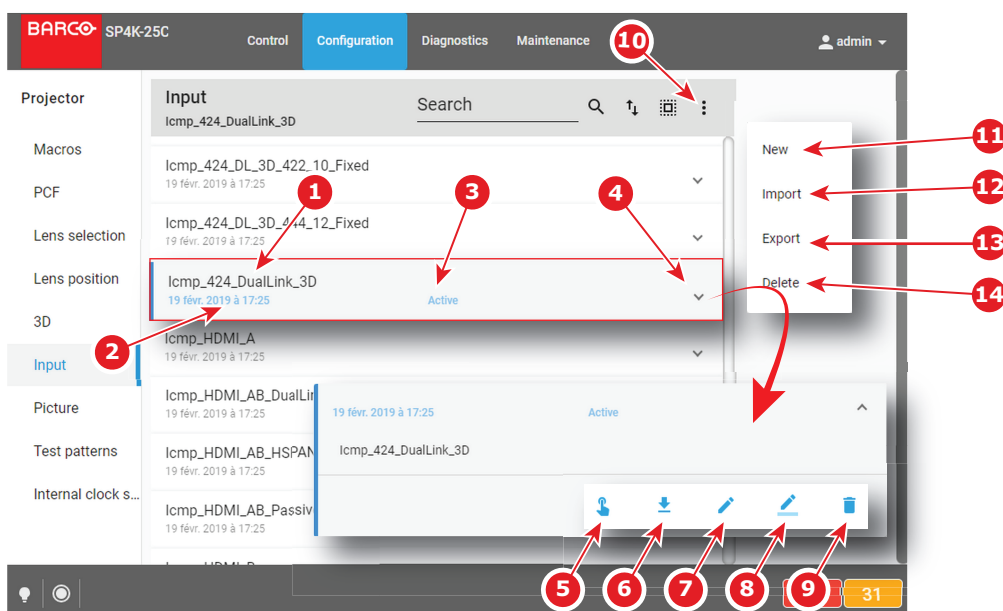 BARCO SP4K-25C Control Configuration Diagnostics Maintenance admin
10
Projector
Macros
PCF
Lens selection
Lens position
3D
Input
Picture
Test patterns
Internal clock s...
Input
Icmp_424_DualLink_3D
Search
Icmp_424_DL_3D_422_10_Fixed
19 févr. 2019 à 17:25
Icmp_424_DL_3D_444_12_Fixed
19 févr. 2019 à 17:25
1
3
4
Icmp_424_DualLink_3D
19 févr. 2019 à 17:25 Active
2
Icmp_HDMI_A
19 févr. 2019 à 17:25
Icmp_HDMI_AB_DualLin
19 févr. 2019 à 17:25
Icmp_HDMI_AB_HSPAN
19 févr. 2019 à 17:25
Icmp_HDMI_AB_Passiv
19 févr. 2019 à 17:25
19 févr. 2019 à 17:25 Active
Icmp_424_DualLink_3D
5 6 7 8 9
New
Import
Export
Delete
11
12
13
14
31